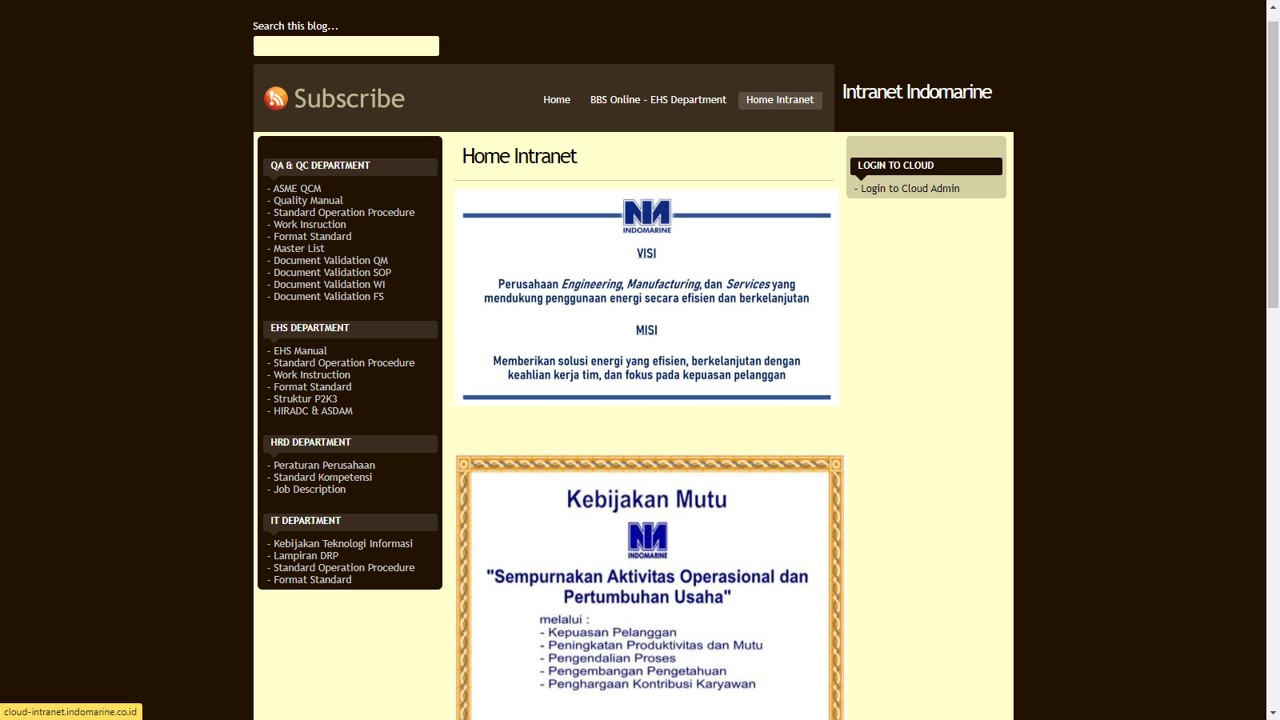 Search this blog...
Subscribe
Home
BBS Online - EHS Department
Home Intranet
Intranet Indomarine
QA & QC DEPARTMENT
- ASME QCM
- Quality Manual
- Standard Operation Procedure
- Work Insruction
- Format Standard
- Master List
- Document Validation QM
- Document Validation SOP
- Document Validation WI
- Document Validation FS
EHS DEPARTMENT
- EHS Manual
- Standard Operation Procedure
- Work Instruction
- Format Standard
- Struktur P2K3
- HIRADC & ASDAM
HRD DEPARTMENT
- Peraturan Perusahaan
- Standard Kompetensi
- Job Description
IT DEPARTMENT
- Kebijakan Teknologi Informasi
- Lampiran DRP
- Standard Operation Procedure
- Format Standard
Home Intranet
INDOMARINE
VISI
Perusahaan Engineering, Manufacturing, dan Services yang
mendukung penggunaan energi secara efisien dan berkelanjutan
MISI
Memberikan solusi energi yang efisien, berkelanjutan dengan
keahlian kerja tim, dan fokus pada kepuasan pelanggan
Kebijakan Mutu
INDOMARINE
"Sempurnakan Aktivitas Operasional dan
Pertumbuhan Usaha"
melalui :
- Kepuasan Pelanggan
- Peningkatan Produktivitas dan Mutu
- Pengendalian Proses
- Pengembangan Pengetahuan
- Penghargaan Kontribusi Karyawan
LOGIN TO CLOUD
- Login to Cloud Admin
cloud-intranet.indomarine.co.id